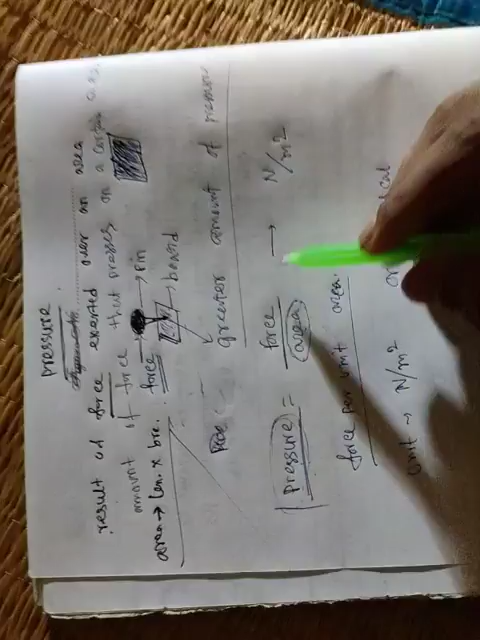 pressure.
result of force exerted over an area
amount of force that presses on a certain
area → len. x bre. force → pin
→ board
greater amount of pressure
pressure = force / area → N/m²
force per unit area.
unit → N/m² or